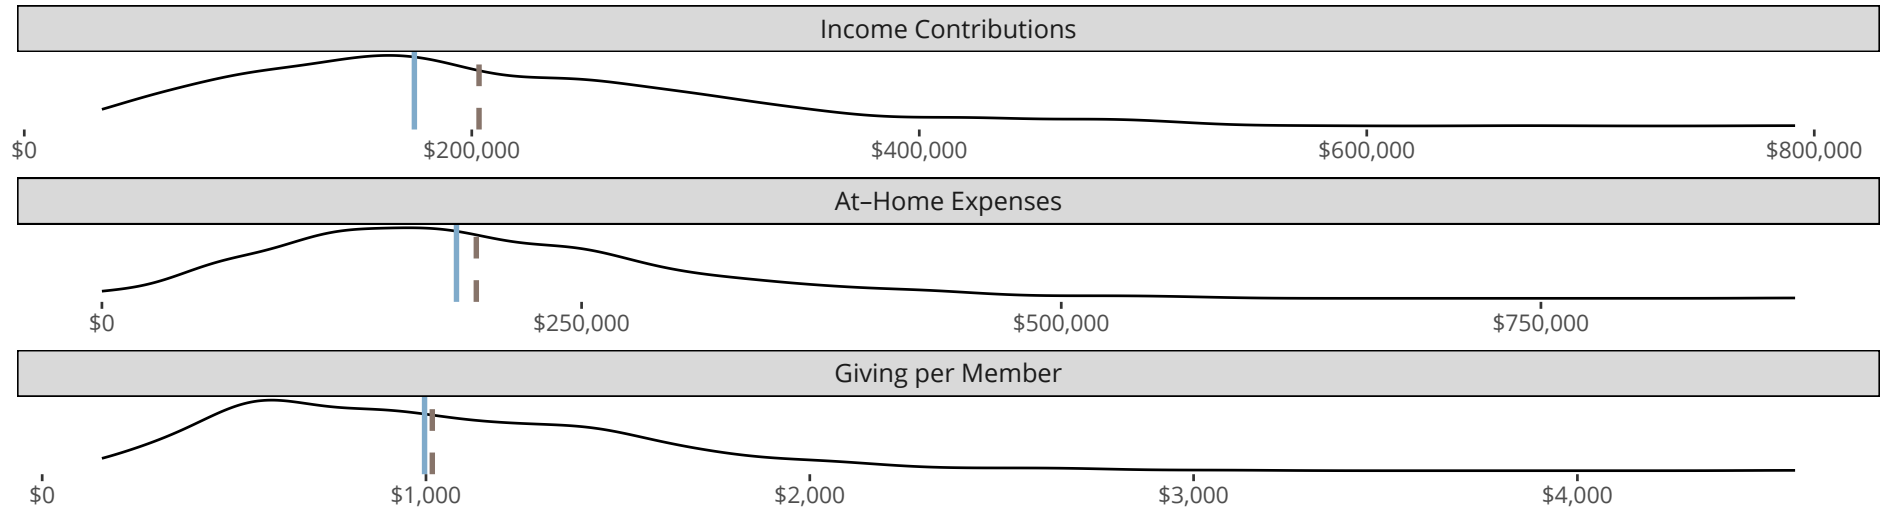 Income Contributions
$0 $200,000 $400,000 $600,000 $800,000
At–Home Expenses
$0 $250,000 $500,000 $750,000
Giving per Member
$0 $1,000 $2,000 $3,000 $4,000